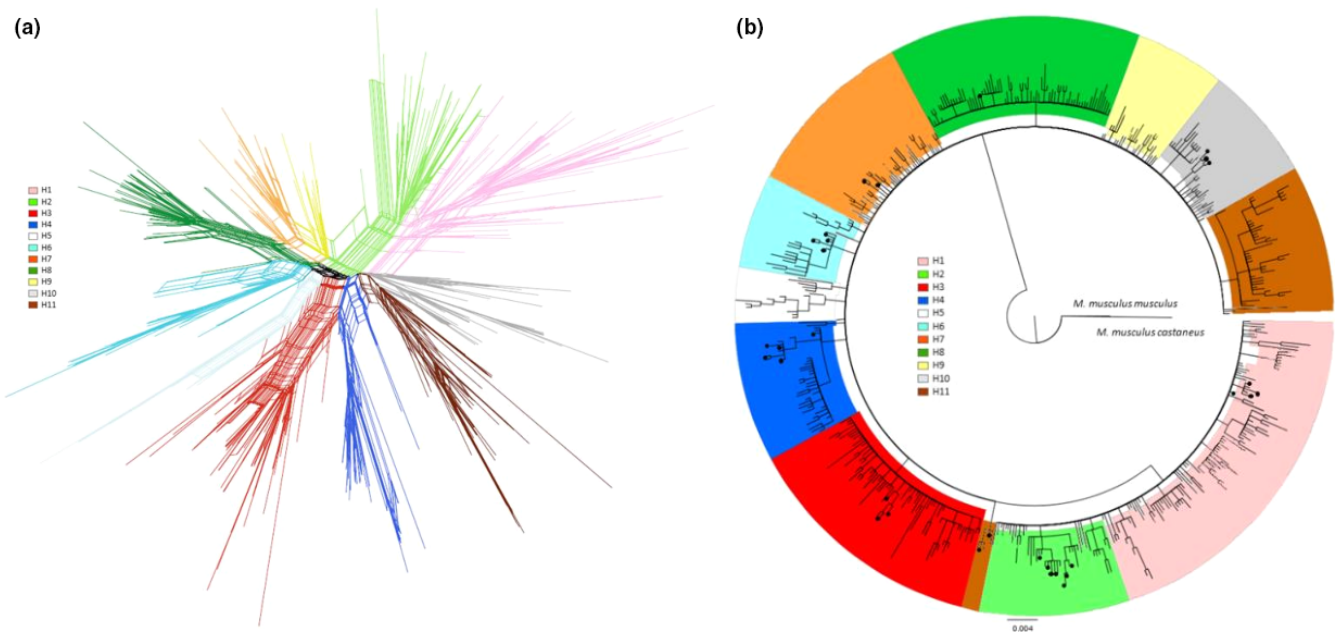 (a)
H1
H2
H3
H4
H5
H6
H7
H8
H9
H10
H11
(b)
H1
H2
H3
H4
H5
H6
H7
H8
H9
H10
H11
M. musculus musculus
M. musculus castaneus
0.004